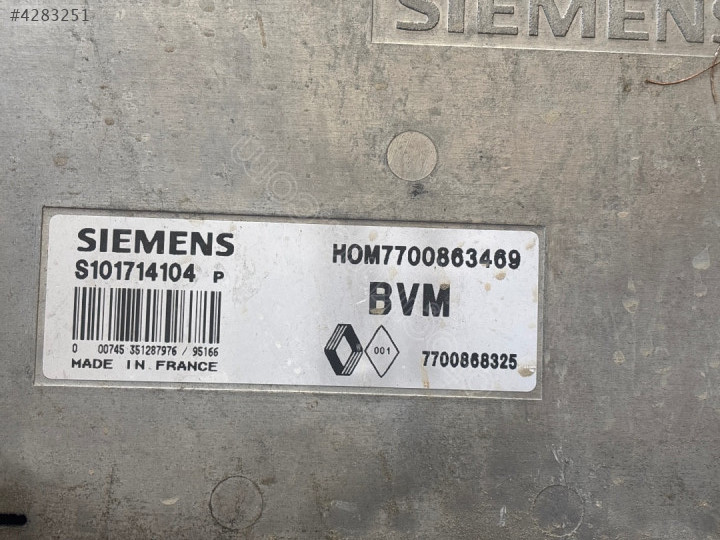 #4283251
SIEMENS
SIEMENS
S101714104 P
0 00745 351287976 / 95166
MADE IN FRANCE
HOM7700863469
BVM
001
7700868325